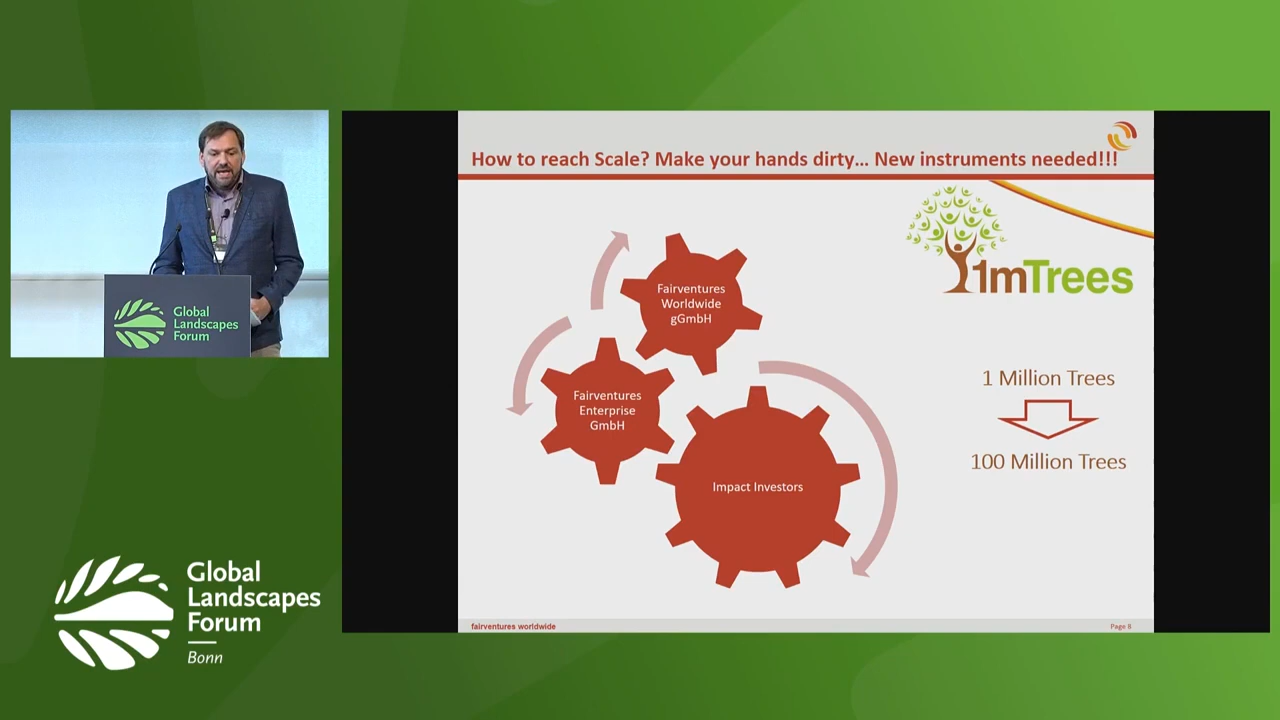 Global
Landscapes
Forum
How to reach Scale? Make your hands dirty... New instruments needed!!!
1mTrees
Fairventures
Worldwide
gGmbH
Fairventures
Enterprise
GmbH
Impact Investors
1 Million Trees
100 Million Trees
fairventures worldwide
Page 8
Global
Landscapes
Forum
Bonn